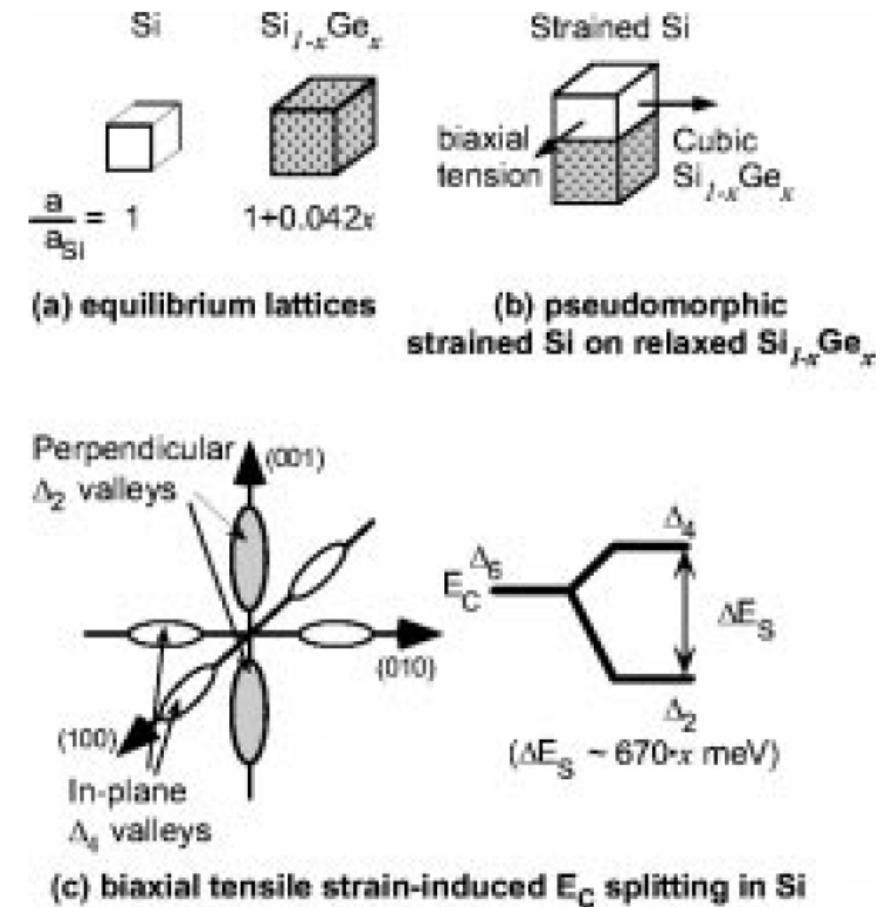 Si
Si1-xGex
Strained Si
biaxial
tension
Cubic
Si1-xGex
a
aSi
= 1
1+0.042x
(a) equilibrium lattices
(b) pseudomorphic
strained Si on relaxed Si1-xGex
Perpendicular
Δ2 valleys
(001)
(010)
(100)
In-plane
Δ4 valleys
EC
Δ6
Δ4
ΔES
Δ2
(ΔES ~ 670•x meV)
(c) biaxial tensile strain-induced EC splitting in Si